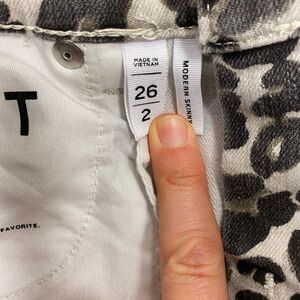 MADE IN
VIETNAM
26
2
MODERN SKINNY
T
FAVORITE.